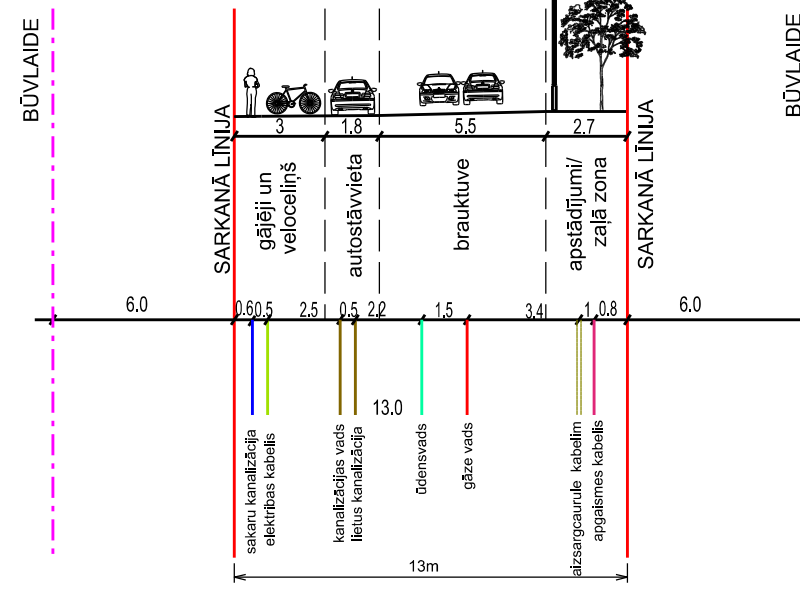 BŪVLAIDE
BŪVLAIDE
SARKANĀ LĪNIJA
SARKANĀ LĪNIJA
3
1.8
5.5
2.7
gājēji un
veloceliņš
autostāvvieta
brauktuve
apstādījumi/
zaļā zona
6.0
0.6
0.5
2.5
0.5
2.2
1.5
3.4
1
0.8
6.0
13.0
sakaru kanalizācija
elektrības kabelis
kanalizācijas vads
lietus kanalizācija
ūdensvads
gāze vads
aizsargcaurule kabelim
apgaismes kabelis
13m